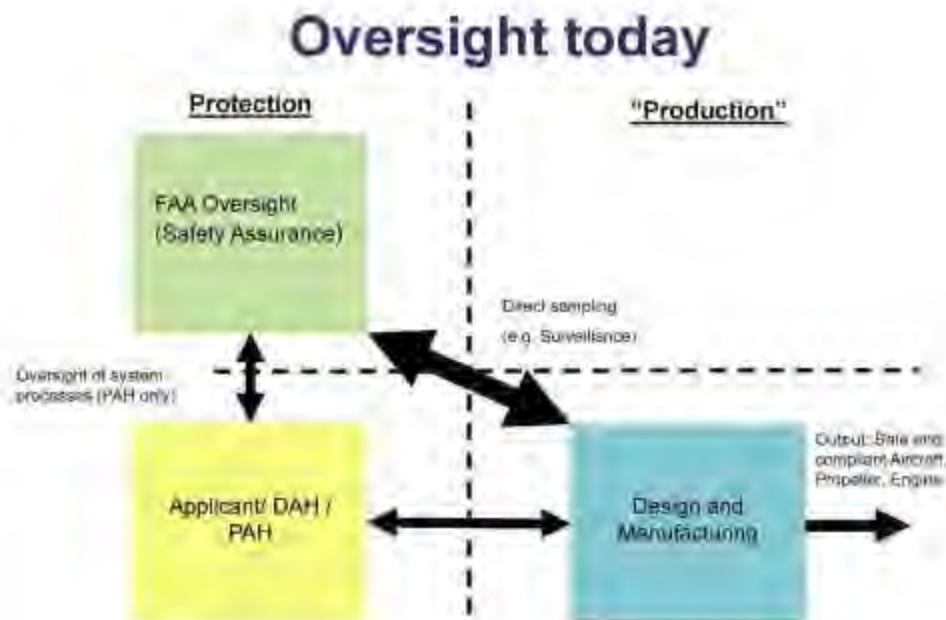 Oversight today
Protection
"Production"
FAA Oversight
(Safety Assurance)
Direct sampling
(e.g. Surveillance)
Oversight of system
processes (PAH only)
Applicant/ DAH /
PAH
Design and
Manufacturing
Output: Safe and
compliant Aircraft,
Propeller, Engine